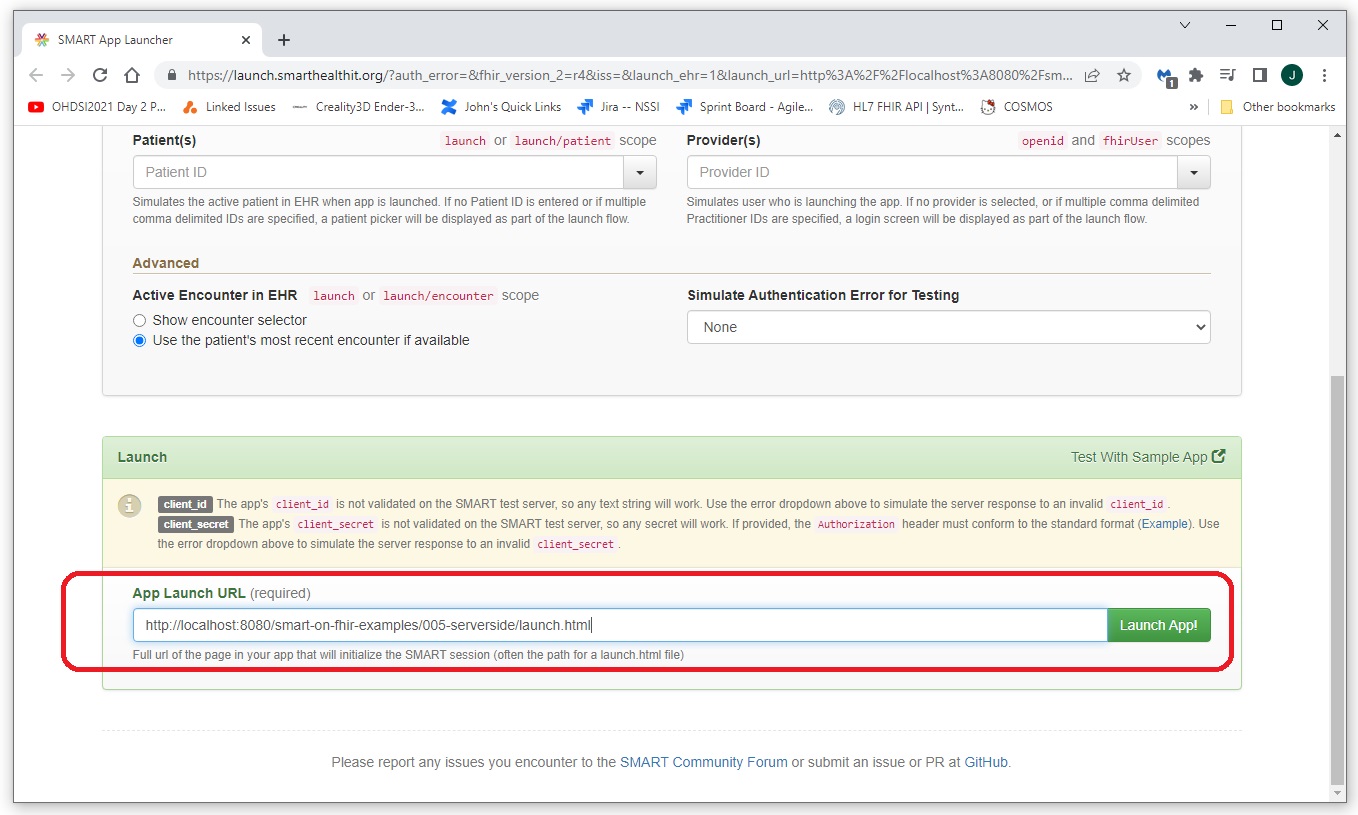 SMART App Launcher
https://launch.smarthealthit.org/?auth_error=&fhir_version_2=r4&iss=&launch_ehr=1&launch_url=http%3A%2F%2Flocalhost%3A8080%2Fsm...
1
J
OHDSI2021 Day 2 P... Linked Issues Creality3D Ender-3... John's Quick Links Jira -- NSSI Sprint Board - Agile... HL7 FHIR API | Synt... COSMOS » Other bookmarks
Patient(s) launch or launch/patient scope
Patient ID
Simulates the active patient in EHR when app is launched. If no Patient ID is entered or if multiple
comma delimited IDs are specified, a patient picker will be displayed as part of the launch flow.
Provider(s) openid and fhirUser scopes
Provider ID
Simulates user who is launching the app. If no provider is selected, or if multiple comma delimited
Practitioner IDs are specified, a login screen will be displayed as part of the launch flow.
Advanced
Active Encounter in EHR launch or launch/encounter scope
Show encounter selector
Use the patient's most recent encounter if available
Simulate Authentication Error for Testing
None
Launch Test With Sample App
client_id The app's client_id is not validated on the SMART test server, so any text string will work. Use the error dropdown above to simulate the server response to an invalid client_id .
client_secret The app's client_secret is not validated on the SMART test server, so any secret will work. If provided, the Authorization header must conform to the standard format (Example). Use
the error dropdown above to simulate the server response to an invalid client_secret .
App Launch URL (required)
http://localhost:8080/smart-on-fhir-examples/005-serverside/launch.html Launch App!
Full url of the page in your app that will initialize the SMART session (often the path for a launch.html file)
Please report any issues you encounter to the SMART Community Forum or submit an issue or PR at GitHub.